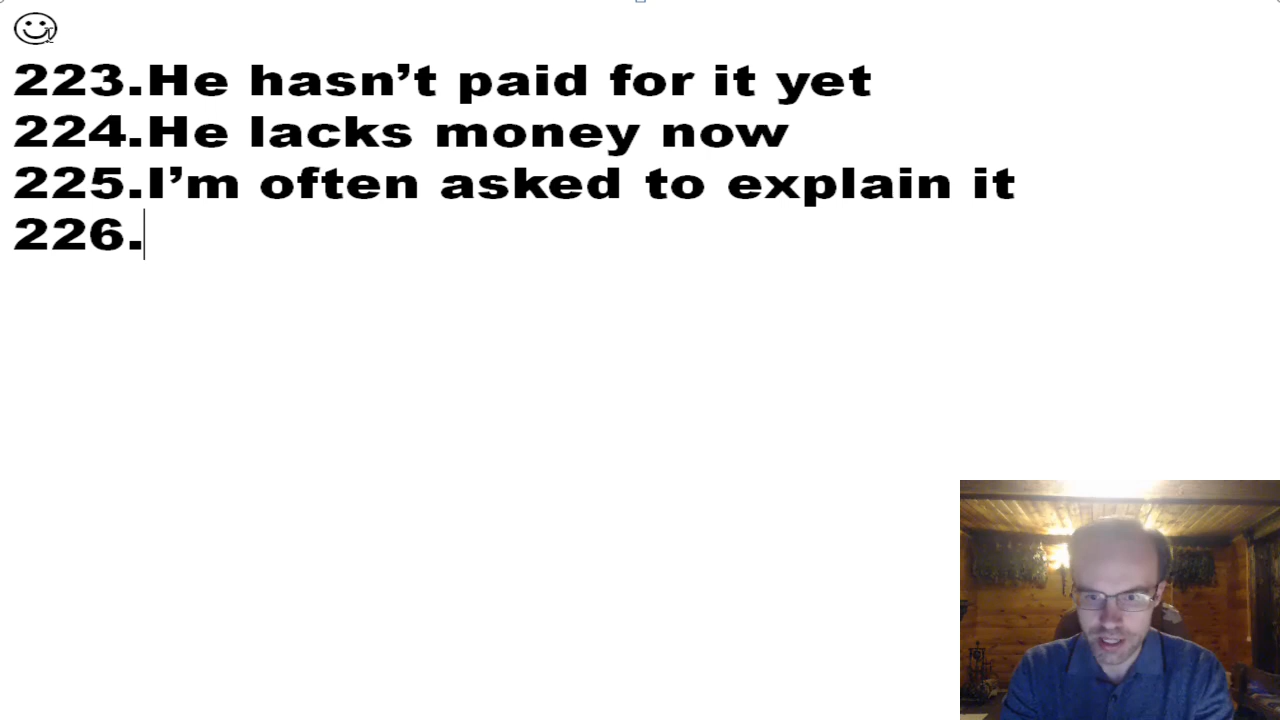 223.He hasn’t paid for it yet
224.He lacks money now
225.I’m often asked to explain it
226.